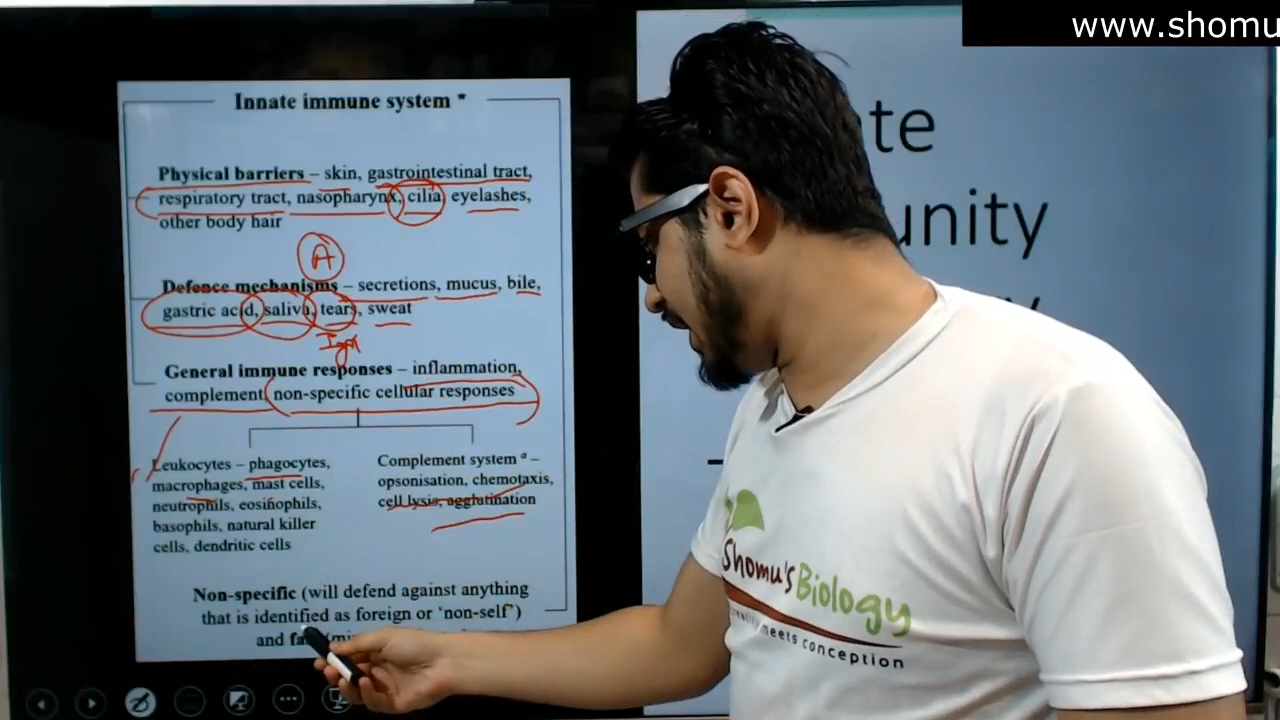 www.shomu
Innate immune system *
Physical barriers – skin, gastrointestinal tract,
respiratory tract, nasopharynx, cilia, eyelashes,
other body hair
A
Defence mechanisms – secretions, mucus, bile,
gastric acid, saliva, tears, sweat
General immune responses – inflammation,
complement, non-specific cellular responses
Leukocytes – phagocytes,
macrophages, mast cells,
neutrophils, eosinophils,
basophils, natural killer
cells, dendritic cells
Complement system a –
opsonisation, chemotaxis,
cell lysis, agglutination
Non-specific (will defend against anything
that is identified as foreign or ‘non-self’)
and
Shomu's Biology
meets conception